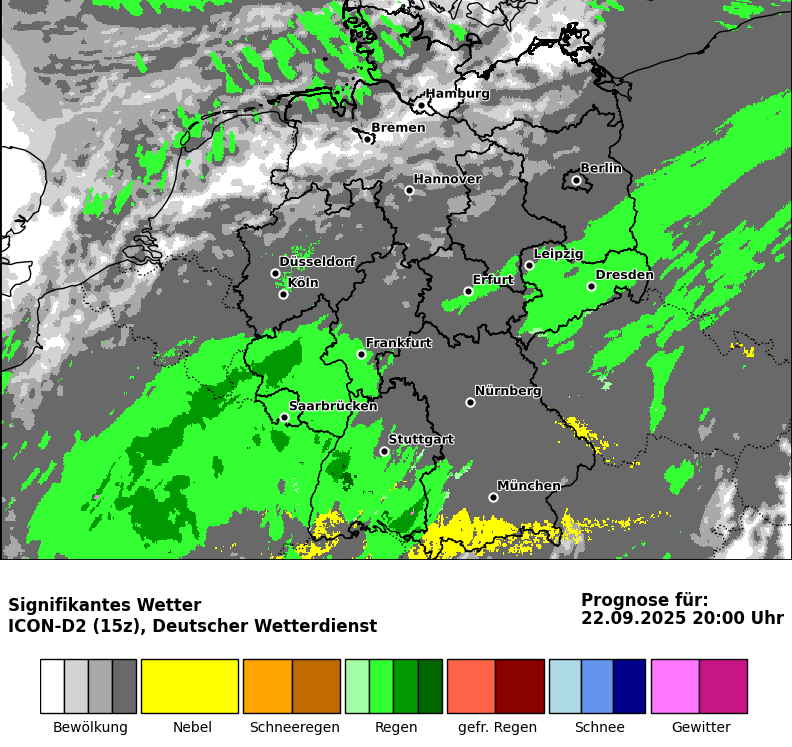 Hamburg
Bremen
Berlin
Hannover
Leipzig
Düsseldorf
Dresden
Köln
Erfurt
Frankfurt
Nürnberg
Saarbrücken
Stuttgart
München
Signifikantes Wetter
ICON-D2 (15z), Deutscher Wetterdienst
Prognose für:
22.09.2025 20:00 Uhr
Bewölkung Nebel Schneeregen Regen gefr. Regen Schnee Gewitter